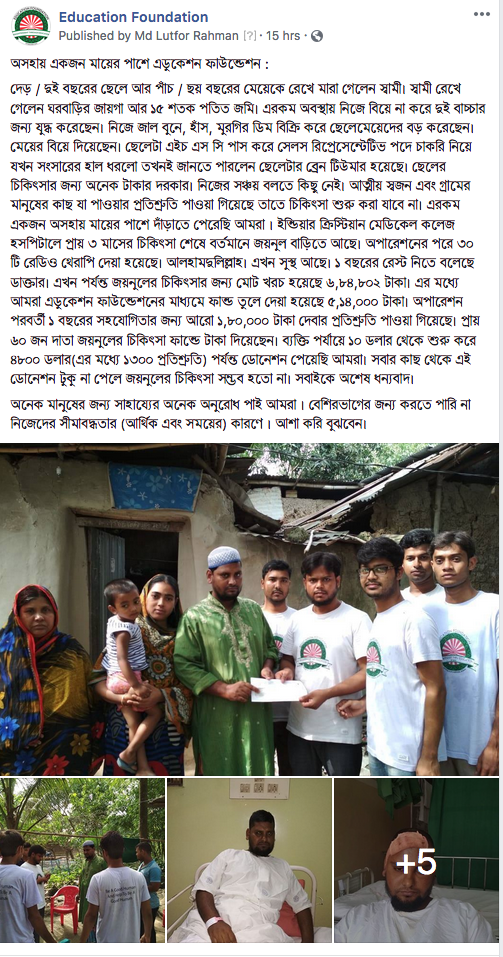 Education Foundation
Published by Md Lutfor Rahman [?] · 15 hrs ·
অসহায় একজন মায়ের পাশে এডুকেশন ফাউন্ডেশন :
দেড় / দুই বছরের ছেলে আর পাঁচ / ছয় বছরের মেয়েকে রেখে মারা গেলেন স্বামী। স্বামী রেখে
গেলেন ঘরবাড়ির জায়গা আর ১৫ শতক পতিত জমি। এরকম অবস্থায় নিজে বিয়ে না করে দুই বাচ্চার
জন্য যুদ্ধ করেছেন। নিজে জাল বুনে, হাঁস, মুরগির ডিম বিক্রি করে ছেলেমেয়েদের বড় করেছেন।
মেয়ের বিয়ে দিয়েছেন। ছেলেটা এইচ এস সি পাস করে সেলস রিপ্রেসেন্টেটিভ পদে চাকরি নিয়ে
যখন সংসারের হাল ধরলো তখনই জানতে পারলেন ছেলেটার ব্রেন টিউমার হয়েছে। ছেলের
চিকিৎসার জন্য অনেক টাকার দরকার। নিজের সঞ্চয় বলতে কিছু নেই। আত্মীয় স্বজন এবং গ্রামের
মানুষের কাছ যা পাওয়ার প্রতিশ্রুতি পাওয়া গিয়েছে তাতে চিকিৎসা শুরু করা যাবে না। এরকম
একজন অসহায় মায়ের পাশে দাঁড়াতে পেরেছি আমরা । ইন্ডিয়ার ক্রিস্টিয়ান মেডিকেল কলেজ
হসপিটালে প্রায় ৩ মাসের চিকিৎসা শেষে বর্তমানে জয়নুল বাড়িতে আছে। অপারেশনের পরে ৩০
টি রেডিও থেরাপি দেয়া হয়েছে। আলহামদুলিল্লাহ। এখন সুস্থ আছে। ১ বছরের রেস্ট নিতে বলেছে
ডাক্তার। এখন পর্যন্ত জয়নুলের চিকিৎসার জন্য মোট খরচ হয়েছে ৬,৮৪,৮০২ টাকা। এর মধ্যে
আমরা এডুকেশন ফাউন্ডেশনের মাধ্যমে ফান্ড তুলে দেয়া হয়েছে ৫,১৪,০০০ টাকা। অপারেশন
পরবর্তী ১ বছরের সহযোগিতার জন্য আরো ১,৮০,০০০ টাকা দেবার প্রতিশ্রুতি পাওয়া গিয়েছে। প্রায়
৬০ জন দাতা জয়নুলের চিকিৎসা ফান্ডে টাকা দিয়েছেন। ব্যক্তি পর্যায়ে ১০ ডলার থেকে শুরু করে
৪৮০০ ডলার(এর মধ্যে ১৩০০ প্রতিশ্রুতি) পর্যন্ত ডোনেশন পেয়েছি আমরা। সবার কাছ থেকে এই
ডোনেশন টুকু না পেলে জয়নুলের চিকিৎসা সম্ভব হতো না। সবাইকে অশেষ ধন্যবাদ।
অনেক মানুষের জন্য সাহায্যের অনেক অনুরোধ পাই আমরা । বেশিরভাগের জন্য করতে পারি না
নিজেদের সীমাবদ্ধতার (আর্থিক এবং সময়ের) কারণে । আশা করি বুঝবেন।
+5